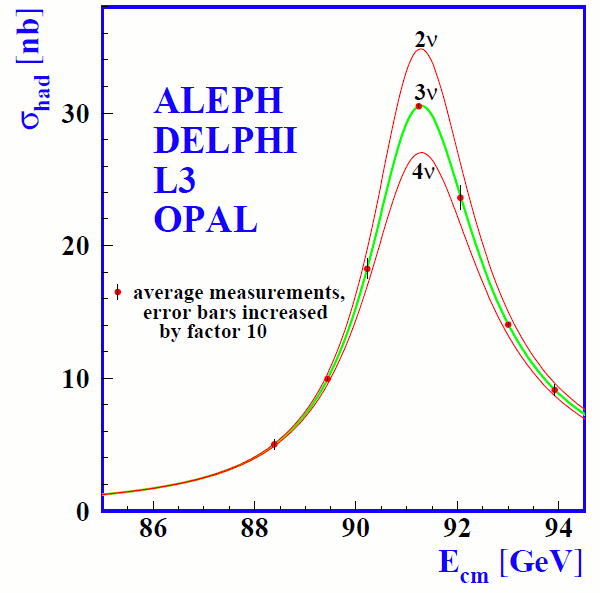 σhad [nb]
30
20
10
0
ALEPH
DELPHI
L3
OPAL
2ν
3ν
4ν
average measurements,
error bars increased
by factor 10
86 88 90 92 94
Ecm [GeV]